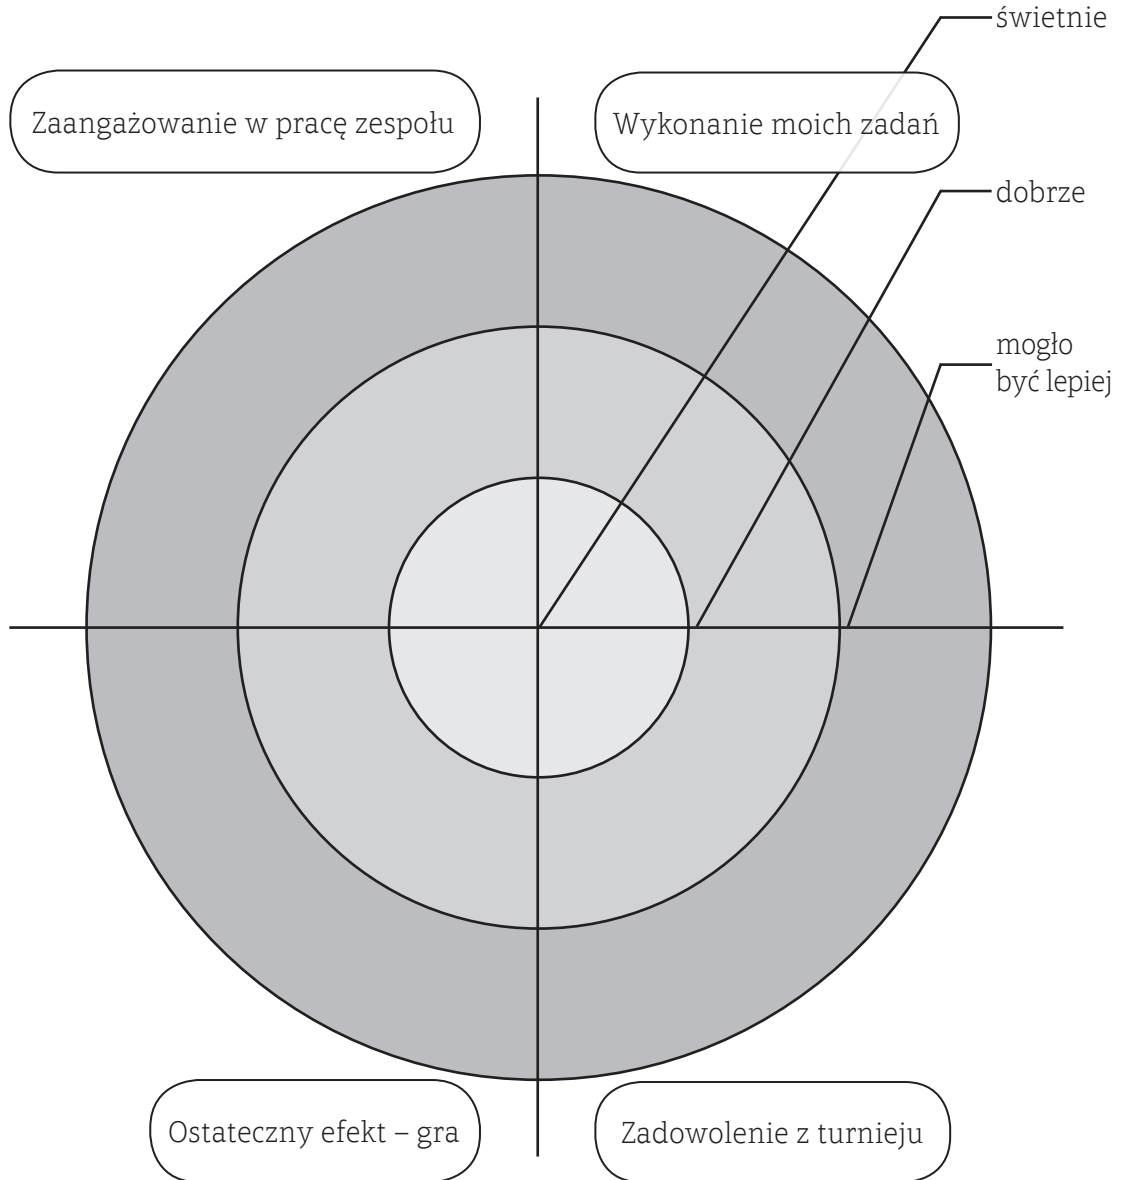 świetnie
Zaangażowanie w pracę zespołu
Wykonanie moich zadań
dobrze
mogło
być lepiej
Ostateczny efekt – gra
Zadowolenie z turnieju